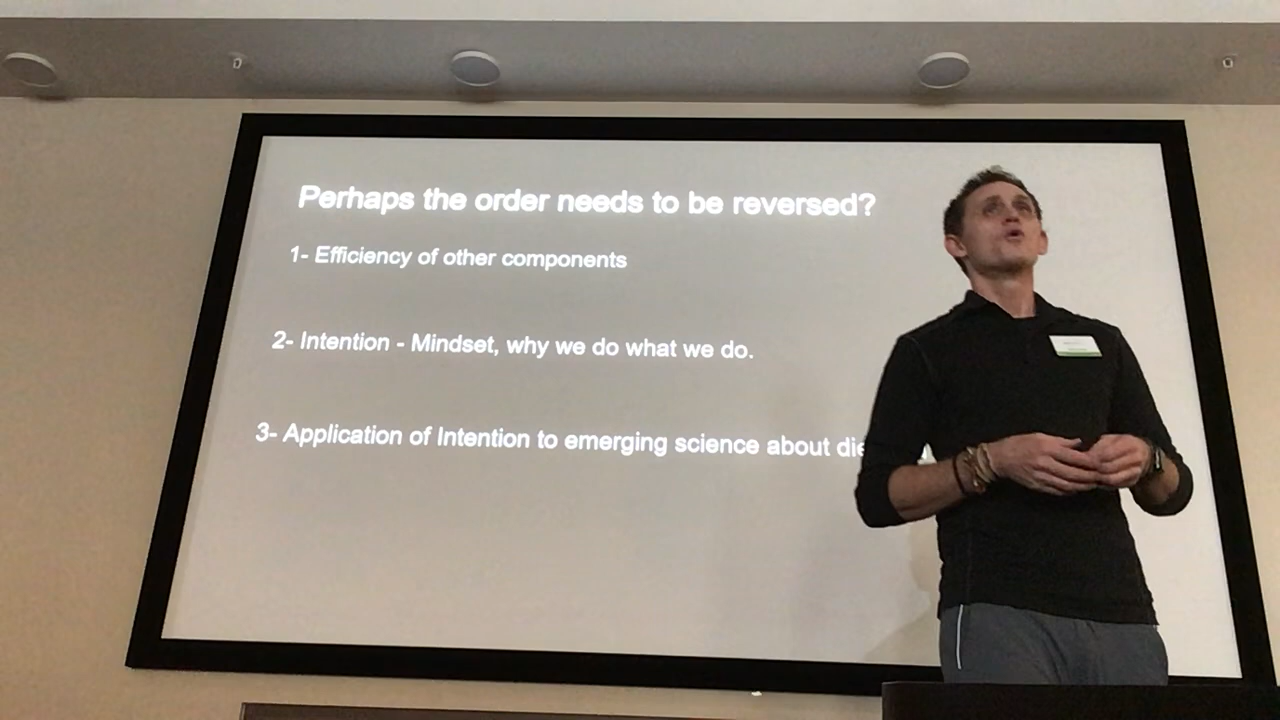 Perhaps the order needs to be reversed?
1- Efficiency of other components
2- Intention - Mindset, why we do what we do.
3- Application of Intention to emerging science about